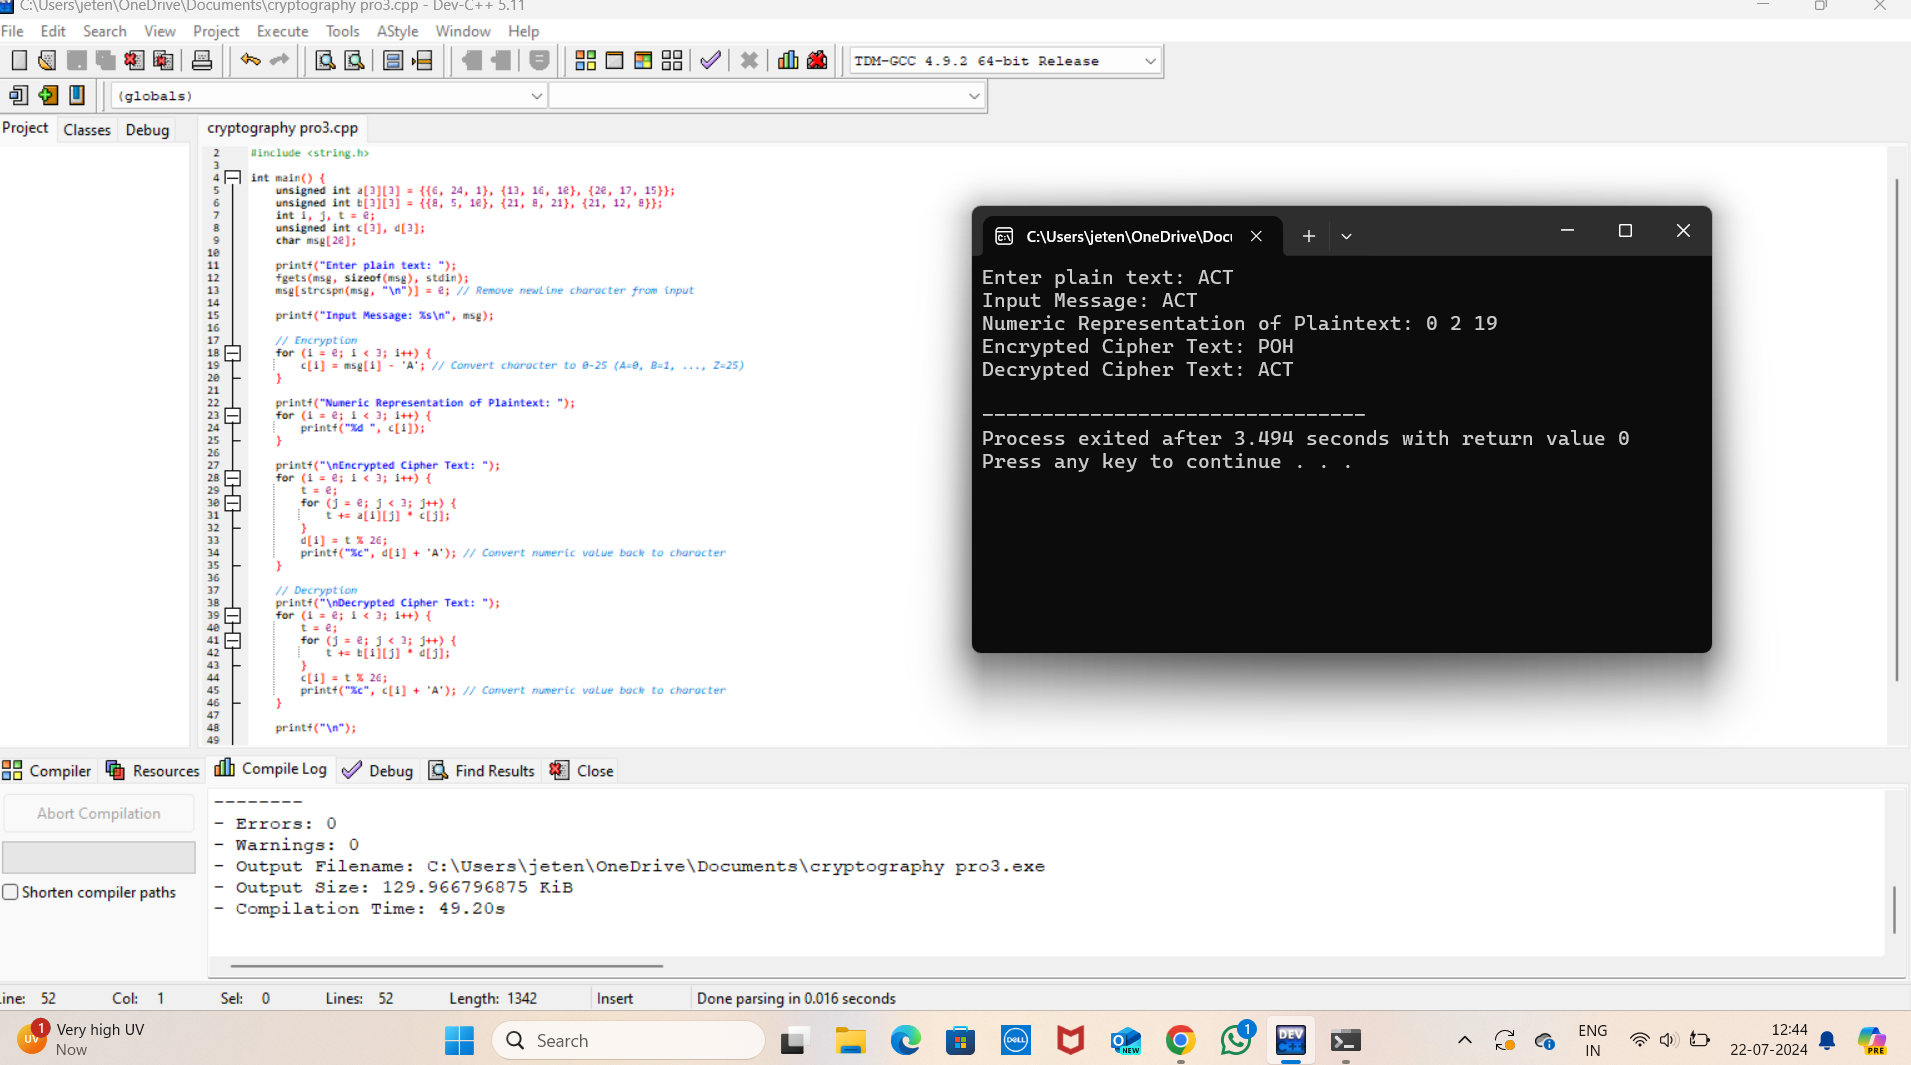 C:\Users\jeten\OneDrive\Documents\cryptography pro3.cpp - Dev-C++ 5.11
File Edit Search View Project Execute Tools AStyle Window Help
TDM-GCC 4.9.2 64-bit Release
(globals)
Project Classes Debug
cryptography pro3.cpp
2 #include <string.h>
3
4 int main() {
5 unsigned int a[3][3] = {{6, 24, 1}, {13, 16, 10}, {20, 17, 15}};
6 unsigned int b[3][3] = {{8, 5, 10}, {21, 8, 21}, {21, 12, 8}};
7 int i, j, t = 0;
8 unsigned int c[3], d[3];
9 char msg[20];
10
11 printf("Enter plain text: ");
12 fgets(msg, sizeof(msg), stdin);
13 msg[strcspn(msg, "\n")] = 0; // Remove newline character from input
14
15 printf("Input Message: %s\n", msg);
16
17 // Encryption
18 for (i = 0; i < 3; i++) {
19 c[i] = msg[i] - 'A'; // Convert character to 0-25 (A=0, B=1, ..., Z=25)
20 }
21
22 printf("Numeric Representation of Plaintext: ");
23 for (i = 0; i < 3; i++) {
24 printf("%d ", c[i]);
25 }
26
27 printf("\nEncrypted Cipher Text: ");
28 for (i = 0; i < 3; i++) {
29 t = 0;
30 for (j = 0; j < 3; j++) {
31 t += a[i][j] * c[j];
32 }
33 d[i] = t % 26;
34 printf("%c", d[i] + 'A'); // Convert numeric value back to character
35 }
36
37 // Decryption
38 printf("\nDecrypted Cipher Text: ");
39 for (i = 0; i < 3; i++) {
40 t = 0;
41 for (j = 0; j < 3; j++) {
42 t += b[i][j] * d[j];
43 }
44 c[i] = t % 26;
45 printf("%c", c[i] + 'A'); // Convert numeric value back to character
46 }
47
48 printf("\n");
49
C:\Users\jeten\OneDrive\Docu
Enter plain text: ACT
Input Message: ACT
Numeric Representation of Plaintext: 0 2 19
Encrypted Cipher Text: POH
Decrypted Cipher Text: ACT
--------------------------------
Process exited after 3.494 seconds with return value 0
Press any key to continue . . .
Compiler Resources Compile Log Debug Find Results Close
Abort Compilation
Shorten compiler paths
--------
- Errors: 0
- Warnings: 0
- Output Filename: C:\Users\jeten\OneDrive\Documents\cryptography pro3.exe
- Output Size: 129.966796875 KiB
- Compilation Time: 49.20s
ine: 52 Col: 1 Sel: 0 Lines: 52 Length: 1342 Insert Done parsing in 0.016 seconds
UV 1 Very high UV
Now
Search
DELL
NEW
1
DEV C++
ENG
IN
12:44
22-07-2024
PRE